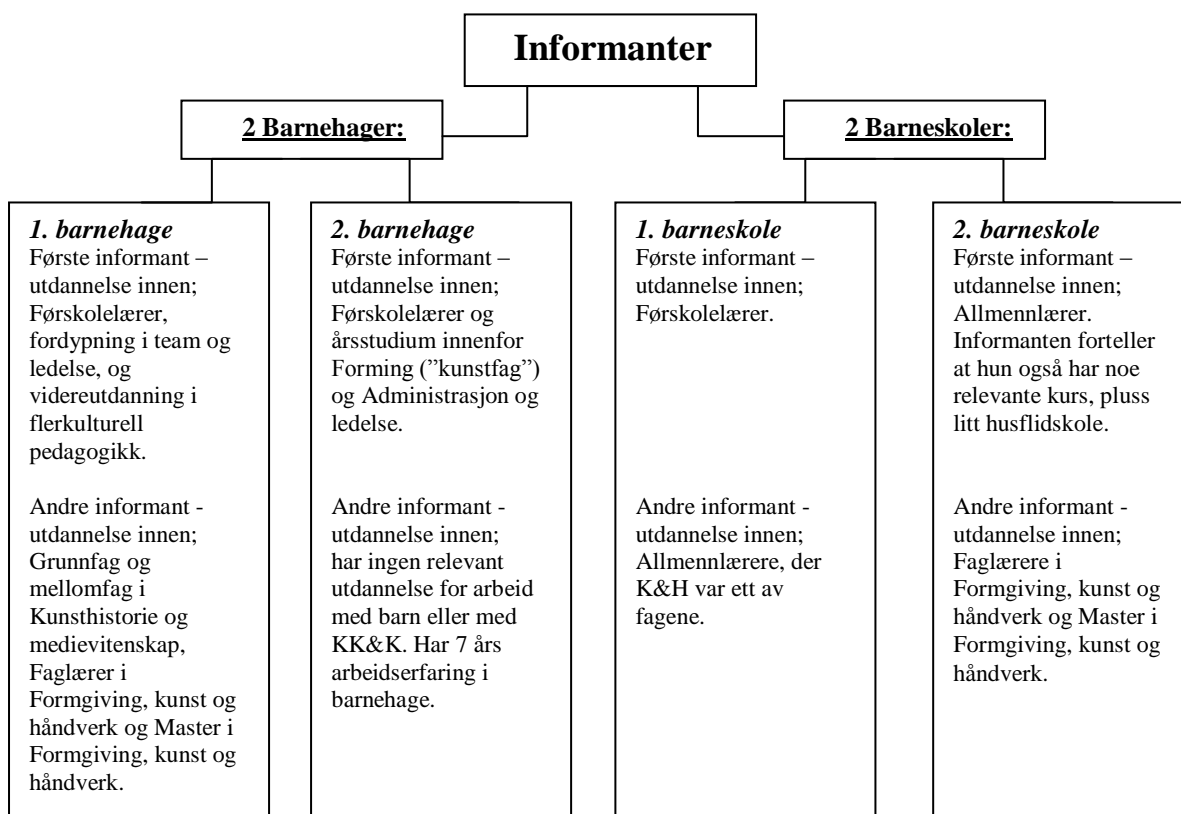 Informanter
2 Barnehager:
2 Barneskoler:
1. barnehage
Første informant –
utdannelse innen;
Førskolelærer,
fordypning i team og
ledelse, og
videreutdanning i
flerkulturell
pedagogikk.
Andre informant -
utdannelse innen;
Grunnfag og
mellomfag i
Kunsthistorie og
medievitenskap,
Faglærer i
Formgiving, kunst og
håndverk og Master i
Formgiving, kunst og
håndverk.
2. barnehage
Første informant –
utdannelse innen;
Førskolelærer og
årsstudium innenfor
Forming (”kunstfag”)
og Administrasjon og
ledelse.
Andre informant -
utdannelse innen;
har ingen relevant
utdannelse for arbeid
med barn eller med
KK&K. Har 7 års
arbeidserfaring i
barnehage.
1. barneskole
Første informant –
utdannelse innen;
Førskolelærer.
Andre informant -
utdannelse innen;
Allmennlærere, der
K&H var ett av
fagene.
2. barneskole
Første informant –
utdannelse innen;
Allmennlærer.
Informanten forteller
at hun også har noe
relevante kurs, pluss
litt husflidskole.
Andre informant -
utdannelse innen;
Faglærere i
Formgiving, kunst og
håndverk og Master i
Formgiving, kunst og
håndverk.